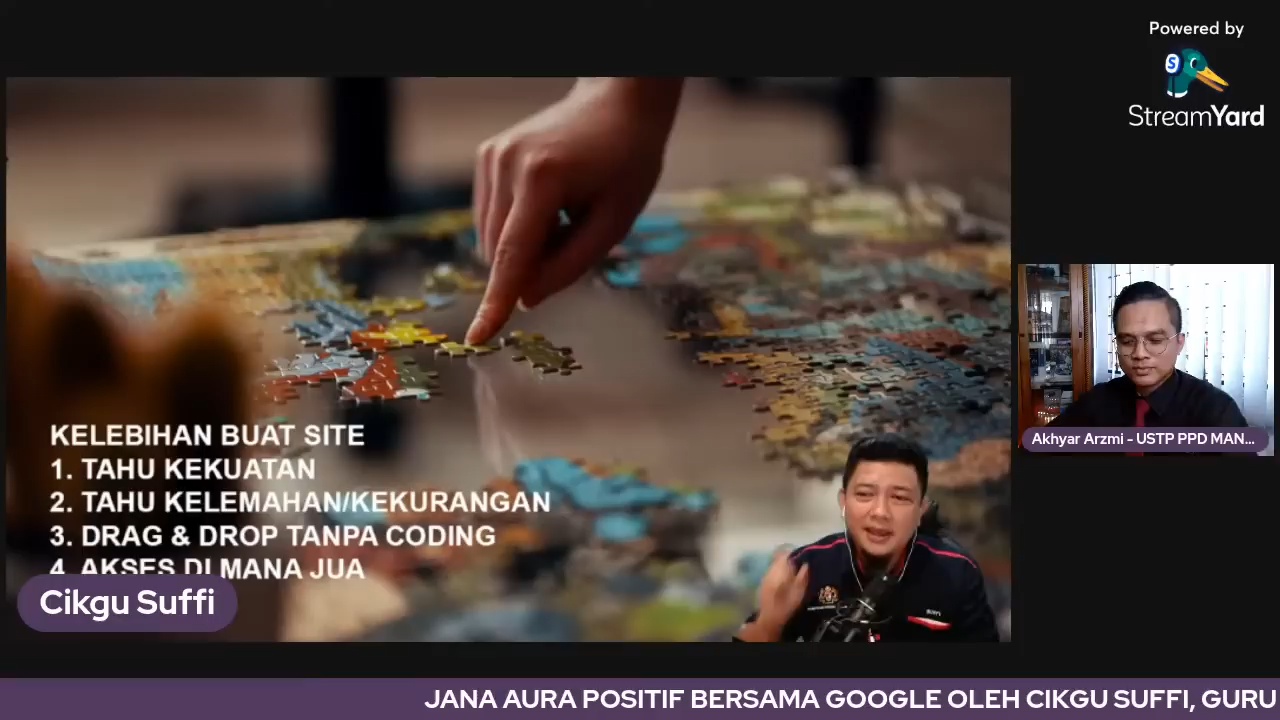 Powered by
StreamYard
KELEBIHAN BUAT SITE
1. TAHU KEKUATAN
2. TAHU KELEMAHAN/KEKURANGAN
3. DRAG & DROP TANPA CODING
4. AKSES DI MANA JUA
Cikgu Suffi
Akhyar Arzmi - USTP PPD MAN...
JANA AURA POSITIF BERSAMA GOOGLE OLEH CIKGU SUFFI, GURU